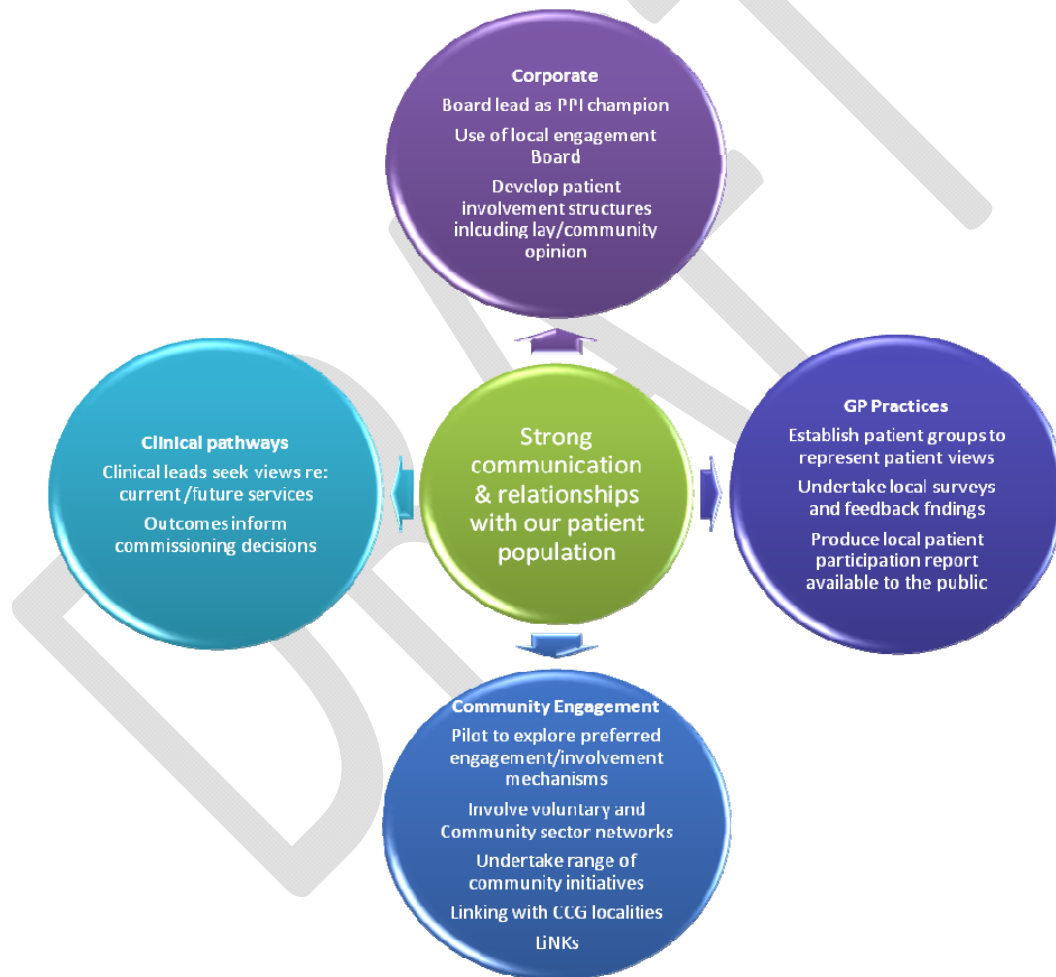 Corporate
Board lead as PPI champion
Use of local engagement
Board
Develop patient
involvement structures
inlcuding lay/community
opinion
Clinical pathways
Clinical leads seek views re:
current /future services
Outcomes inform
commissioning decisions
Strong
communication
& relationships
with our patient
population
GP Practices
Establish patient groups to
represent patient views
Undertake local surveys
and feedback fndings
Produce local patient
participation report
available to the public
Community Engagement
Pilot to explore preferred
engagement/involvement
mechanisms
Involve voluntary and
Community sector networks
Undertake range of
community initiatives
Linking with CCG localities
LiNKs
DRAFT